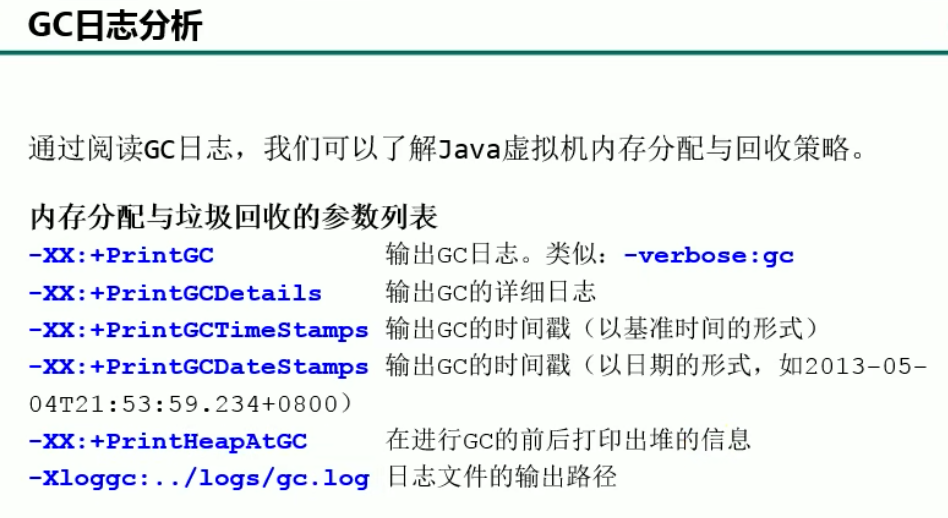 GC日志分析
通过阅读GC日志，我们可以了解Java虚拟机内存分配与回收策略。
内存分配与垃圾回收的参数列表
-XX:+PrintGC 输出GC日志。类似：-verbose:gc
-XX:+PrintGCDetails 输出GC的详细日志
-XX:+PrintGCTimeStamps 输出GC的时间戳（以基准时间的形式）
-XX:+PrintGCDateStamps 输出GC的时间戳（以日期的形式，如2013-05-
04T21:53:59.234+0800）
-XX:+PrintHeapAtGC 在进行GC的前后打印出堆的信息
-Xloggc:../logs/gc.log 日志文件的输出路径